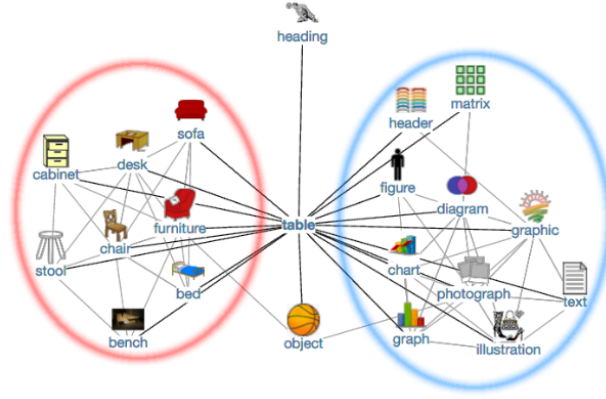 heading
sofa
desk
cabinet
furniture
chair
stool
bed
bench
table
object
matrix
header
figure
diagram
graphic
chart
photograph
text
graph
illustration